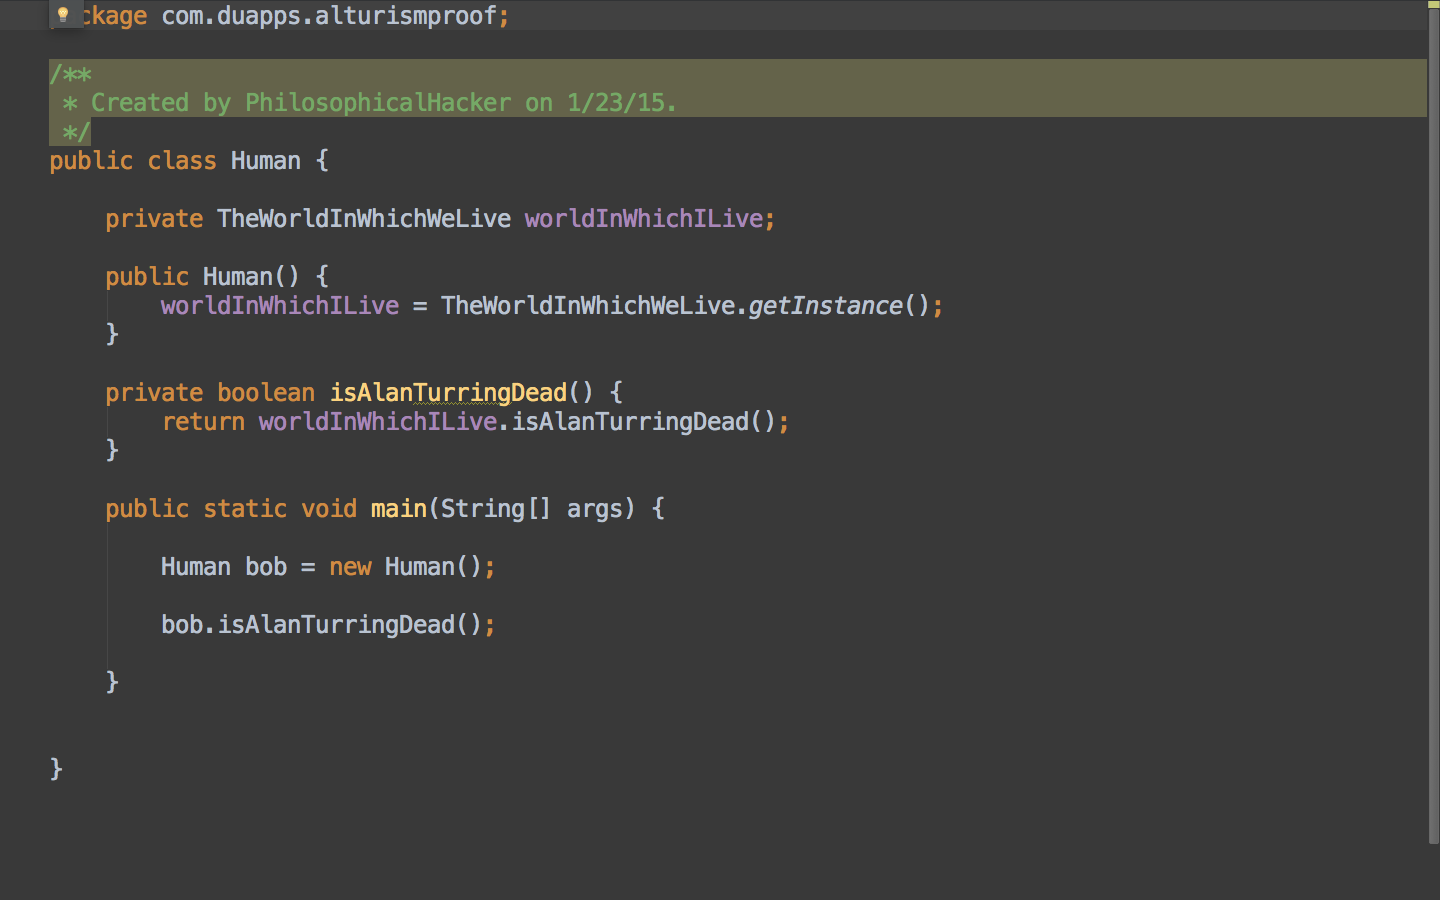 ckage com.duapps.alturismproof;
/**
 * Created by PhilosophicalHacker on 1/23/15.
 */
public class Human {
    private TheWorldInWhichWeLive worldInWhichILive;
    public Human() {
        worldInWhichILive = TheWorldInWhichWeLive.getInstance();
    }
    private boolean isAlanTurringDead() {
        return worldInWhichILive.isAlanTurringDead();
    }
    public static void main(String[] args) {
        Human bob = new Human();
        bob.isAlanTurringDead();
    }
}